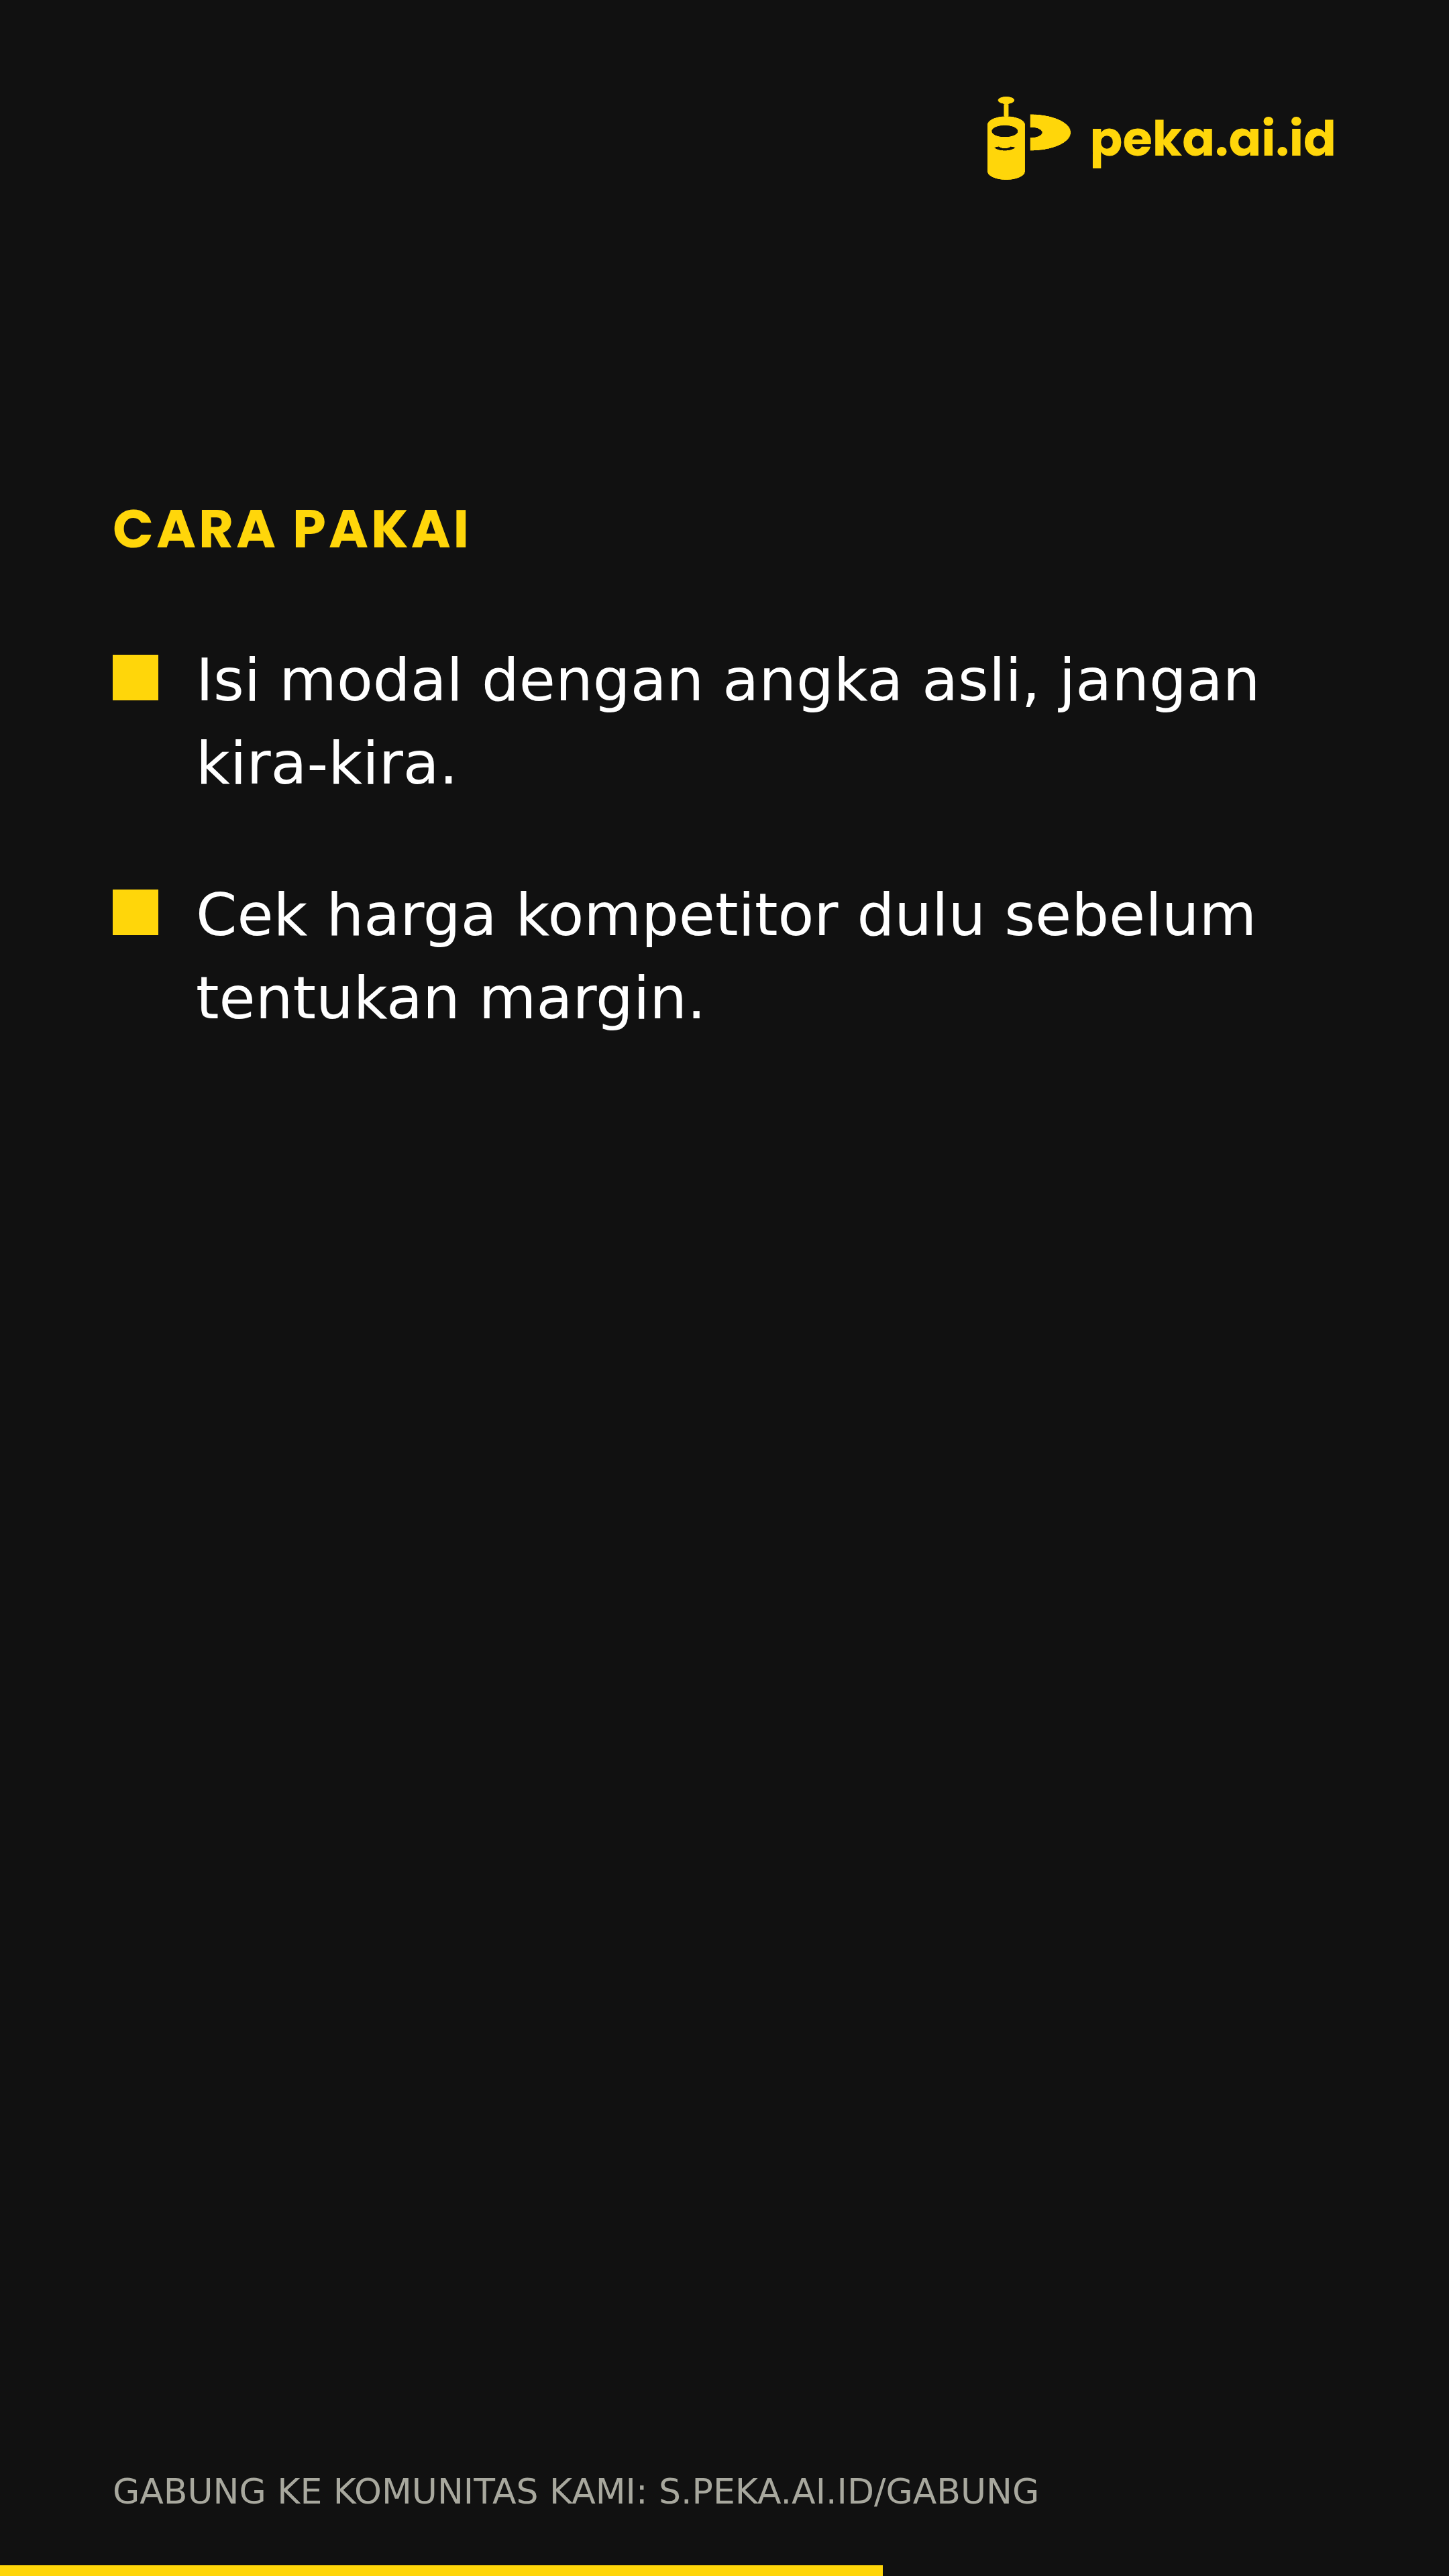 peka.ai.id
CARA PAKAI
Isi modal dengan angka asli, jangan
kira-kira.
Cek harga kompetitor dulu sebelum
tentukan margin.
GABUNG KE KOMUNITAS KAMI: S.PEKA.AI.ID/GABUNG